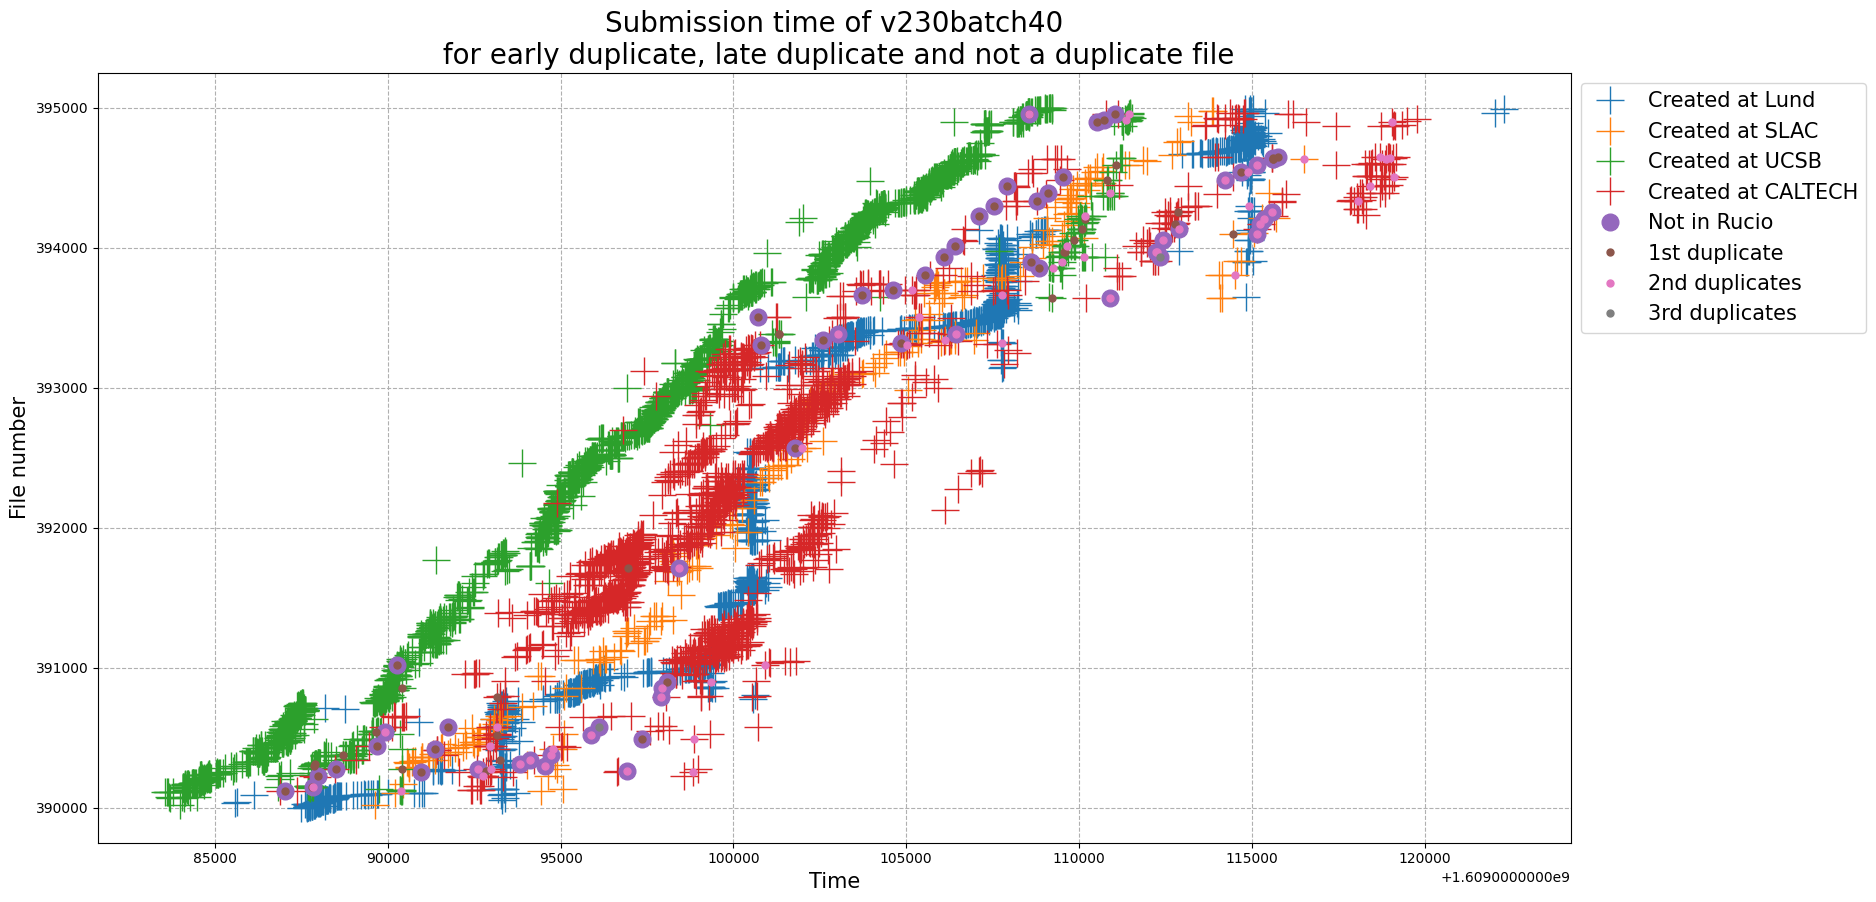 Submission time of v230batch40
for early duplicate, late duplicate and not a duplicate file
File number
395000
394000
393000
392000
391000
390000
85000
90000
95000
100000
105000
110000
115000
120000
+1.6090000000e9
Time
Created at Lund
Created at SLAC
Created at UCSB
Created at CALTECH
Not in Rucio
1st duplicate
2nd duplicates
3rd duplicates